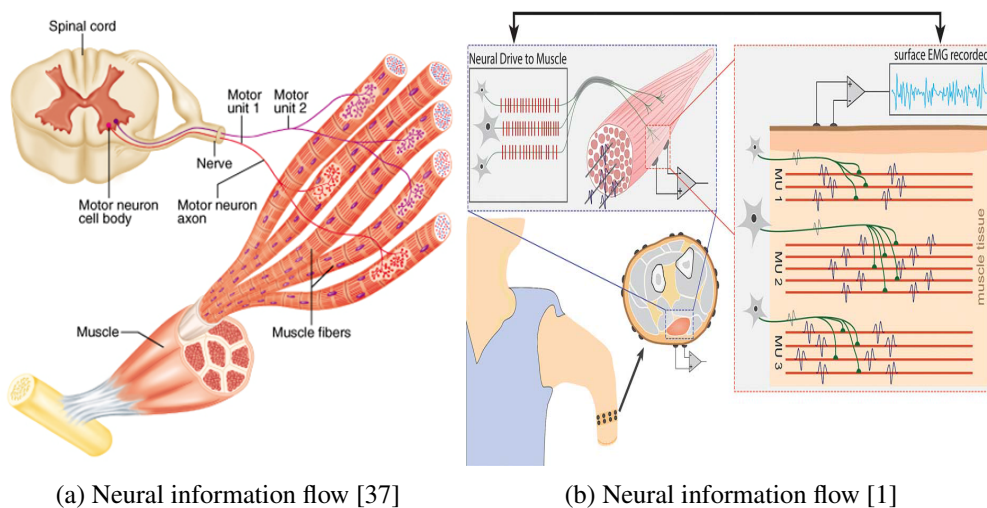 Spinal cord
Motor
unit 1
Motor
unit 2
Nerve
Motor neuron
cell body
Motor neuron
axon
Muscle
Muscle fibers
(a) Neural information flow [37]
Neural Drive to Muscle
surface EMG recorded
MU 1
MU 2
MU 3
muscle tissue
(b) Neural information flow [1]